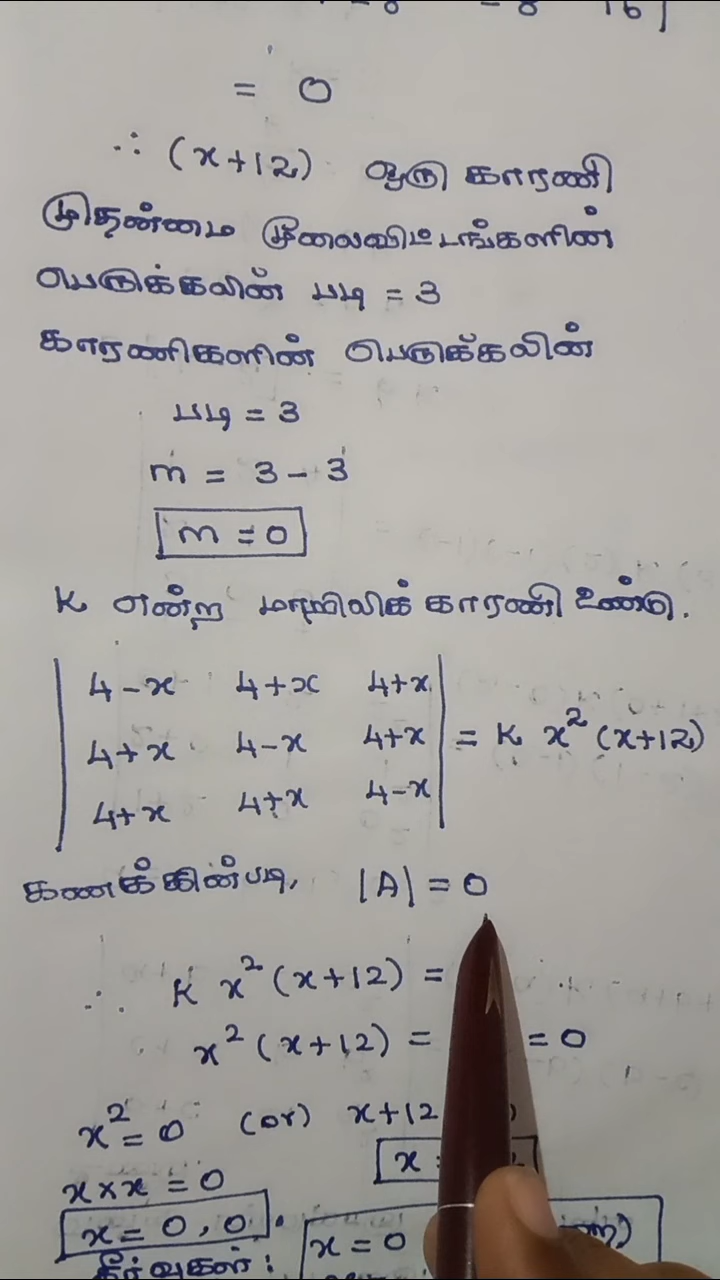 = 0
∴ (x+12) ஒரு காரணி
முதன்மை மூலைவிட்டங்களின்
பெருக்கலின் படி = 3
காரணிகளின் பெருக்கலின்
படி = 3
m = 3 - 3
m = 0
K என்ற மாறிலிக் காரணி உண்டு.
| 4-x 4+x 4+x |
| 4+x 4-x 4+x | = K x² (x+12)
| 4+x 4+x 4-x |
கணக்கின்படி, |A| = 0
∴ K x² (x+12) =
x² (x+12) = = 0
x² = 0 (or) x+12
x × x = 0 x
x = 0, 0.
x = 0
தீர்வுகள் :